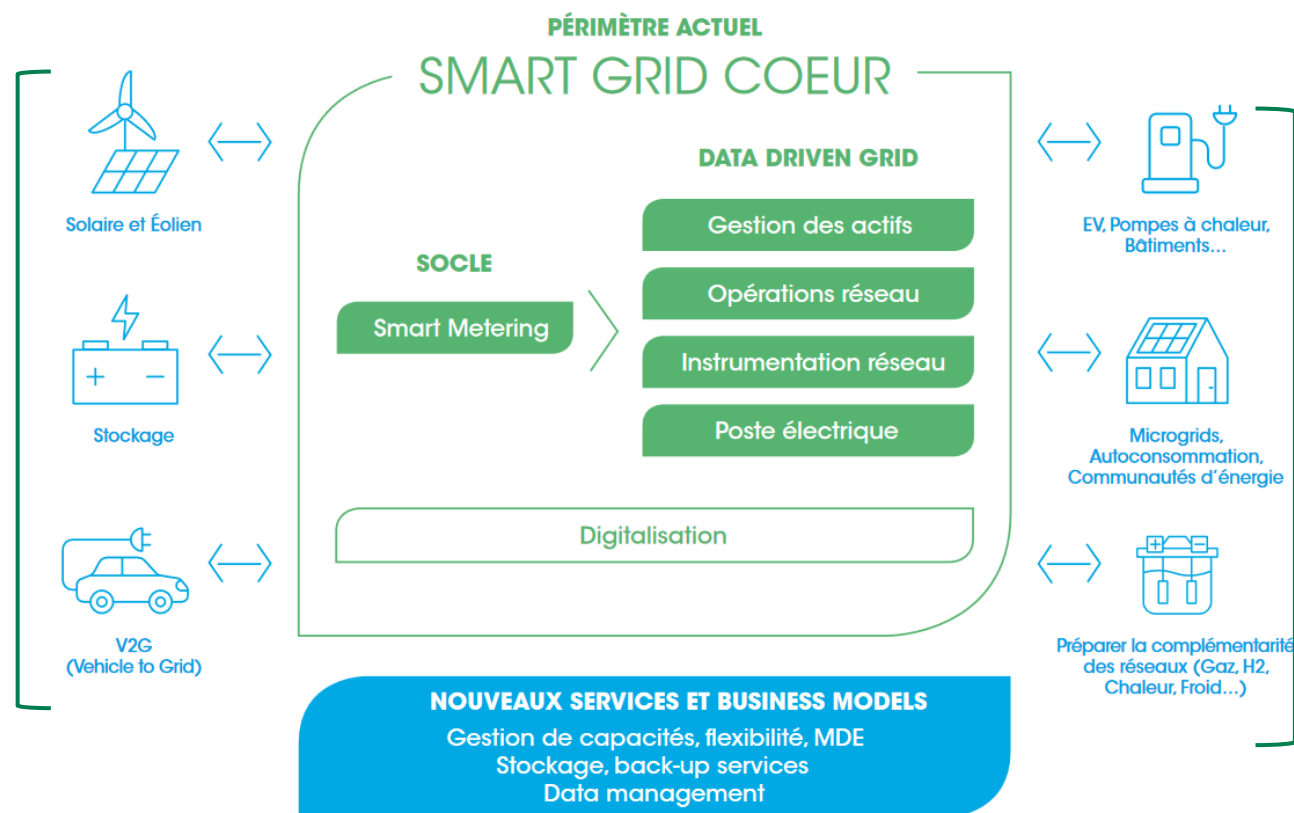 PÉRIMÈTRE ACTUEL
SMART GRID COEUR
Solaire et Éolien
Stockage
V2G
(Vehicle to Grid)
SOCLE
Smart Metering
DATA DRIVEN GRID
Gestion des actifs
Opérations réseau
Instrumentation réseau
Poste électrique
Digitalisation
EV, Pompes à chaleur,
Bâtiments...
Microgrids,
Autoconsommation,
Communautés d'énergie
Préparer la complémentarité
des réseaux (Gaz, H2,
Chaleur, Froid...)
NOUVEAUX SERVICES ET BUSINESS MODELS
Gestion de capacités, flexibilité, MDE
Stockage, back-up services
Data management